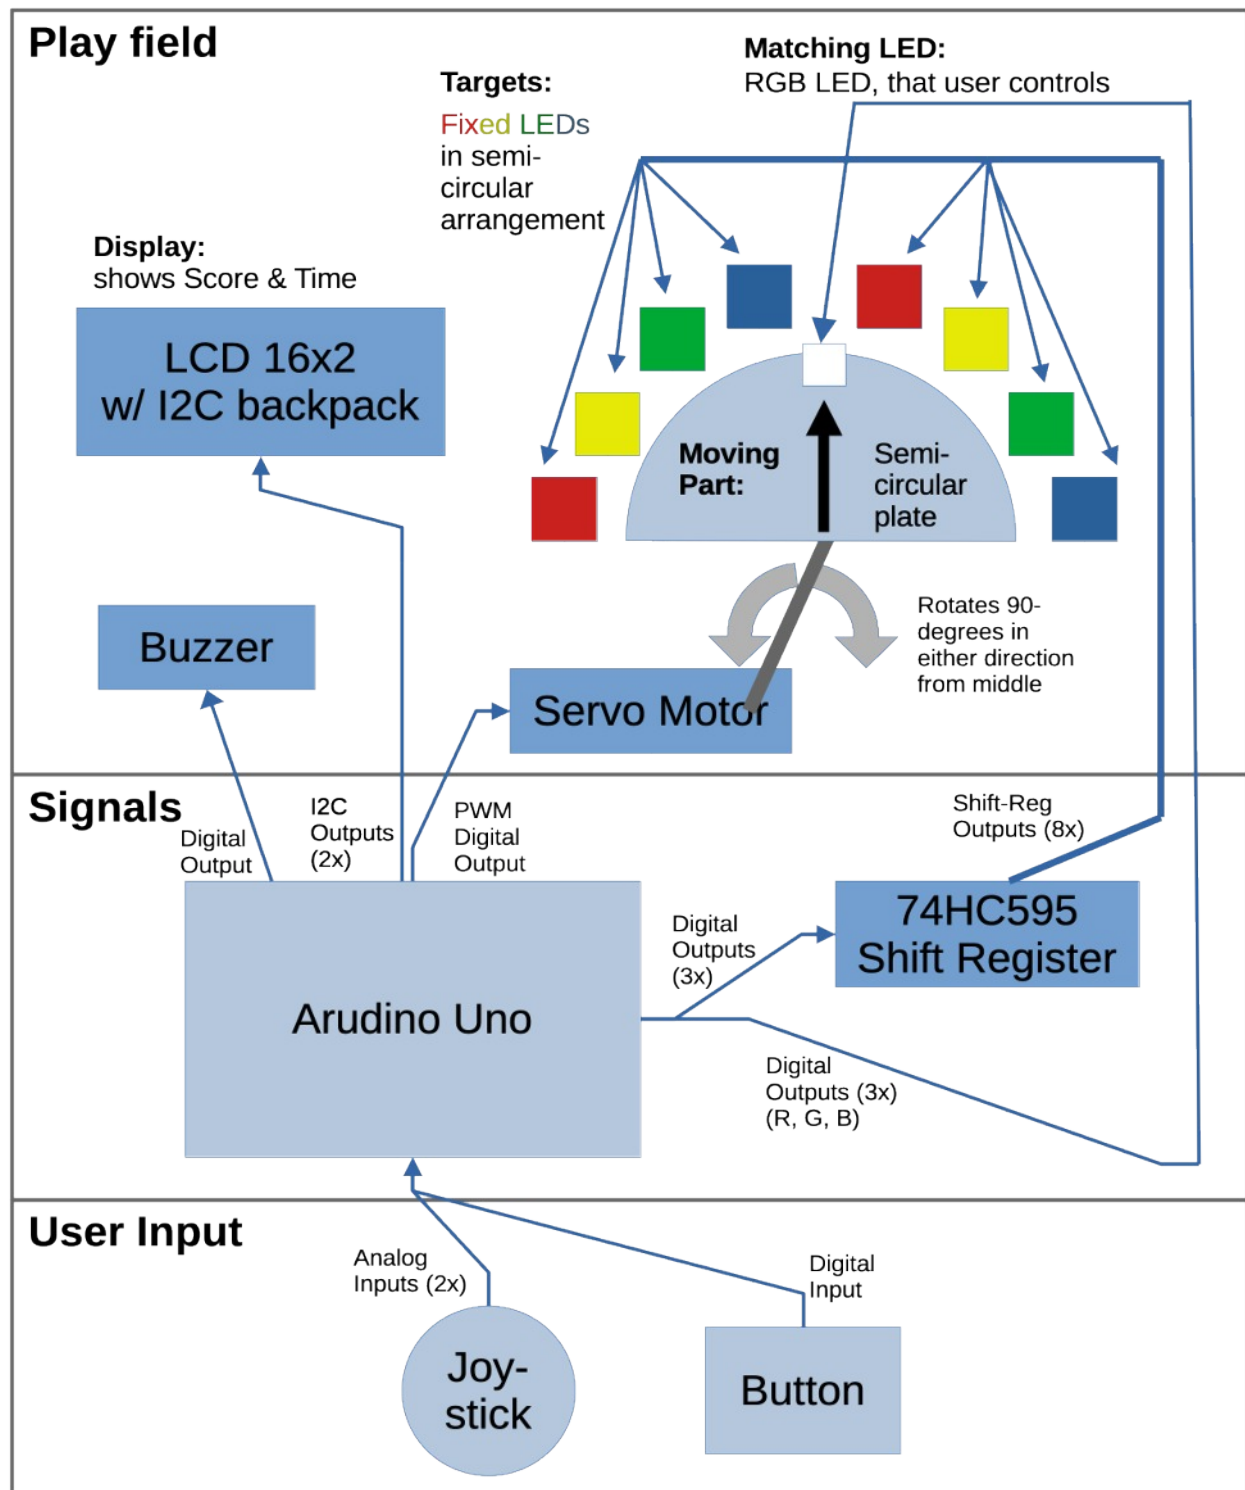 Play field
Matching LED:
RGB LED, that user controls
Targets:
Fixed LEDs
in semi-
circular
arrangement
Display:
shows Score & Time
LCD 16x2
w/ I2C backpack
Moving
Part:
Semi-
circular
plate
Rotates 90-
degrees in
either direction
from middle
Buzzer
Servo Motor
Signals
Digital
Output
I2C
Outputs
(2x)
PWM
Digital
Output
Shift-Reg
Outputs (8x)
74HC595
Shift Register
Digital
Outputs
(3x)
Arudino Uno
Digital
Outputs (3x)
(R, G, B)
User Input
Analog
Inputs (2x)
Digital
Input
Joy-
stick
Button